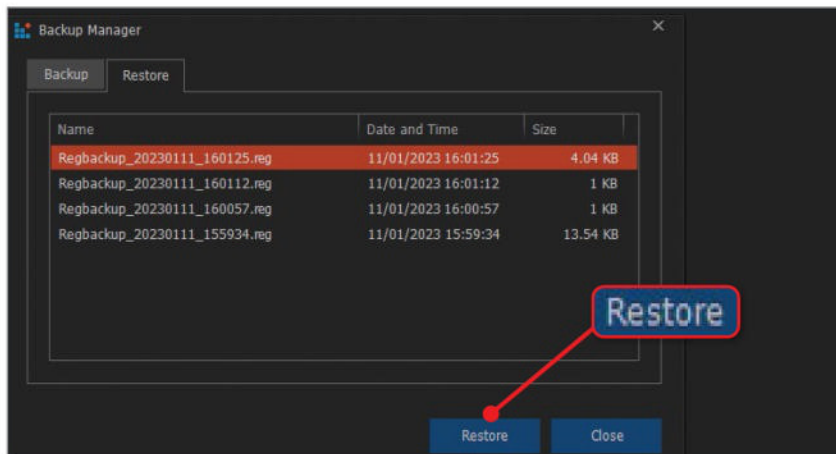 Backup Manager
Backup Restore
Name Date and Time Size
Regbackup_20230111_160125.reg 11/01/2023 16:01:25 4.04 KB
Regbackup_20230111_160112.reg 11/01/2023 16:01:12 1 KB
Regbackup_20230111_160057.reg 11/01/2023 16:00:57 1 KB
Regbackup_20230111_155934.reg 11/01/2023 15:59:34 13.54 KB
Restore
Restore Close